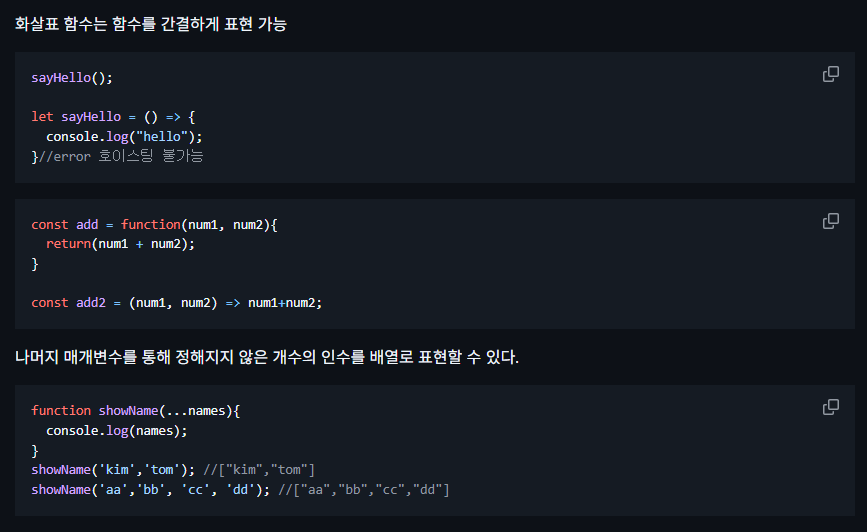 화살표 함수는 함수를 간결하게 표현 가능
sayHello();
let sayHello = () => {
  console.log("hello");
}//error 호이스팅 불가능
const add = function(num1, num2){
  return(num1 + num2);
}
const add2 = (num1, num2) => num1+num2;
나머지 매개변수를 통해 정해지지 않은 개수의 인수를 배열로 표현할 수 있다.
function showName(...names){
  console.log(names);
}
showName('kim','tom'); //["kim","tom"]
showName('aa','bb', 'cc', 'dd'); //["aa","bb","cc","dd"]